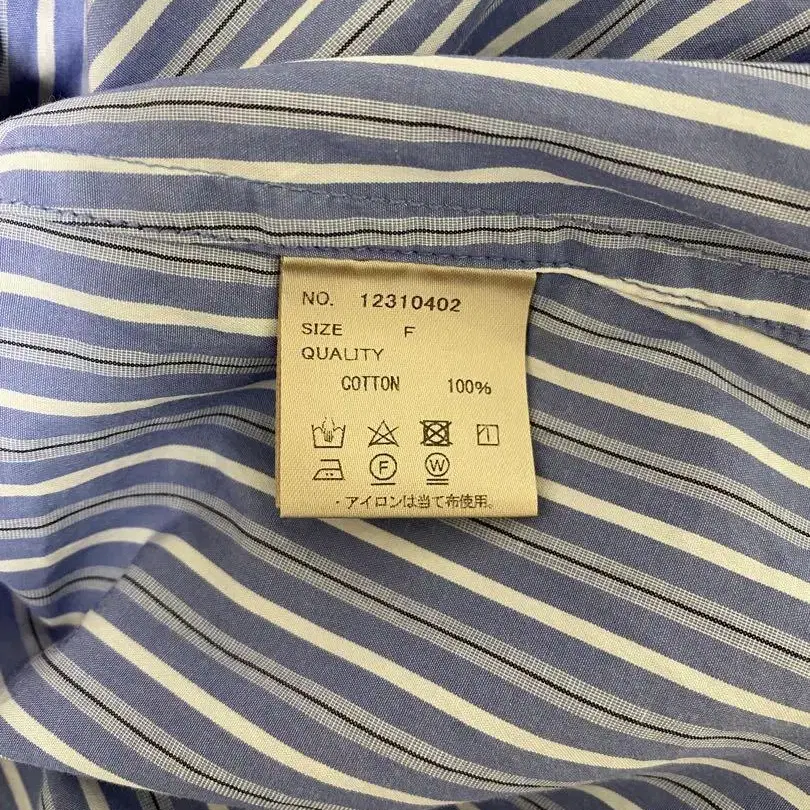 NO. 12310402
SIZE F
QUALITY
COTTON 100%
F W
・アイロンは当て布使用。